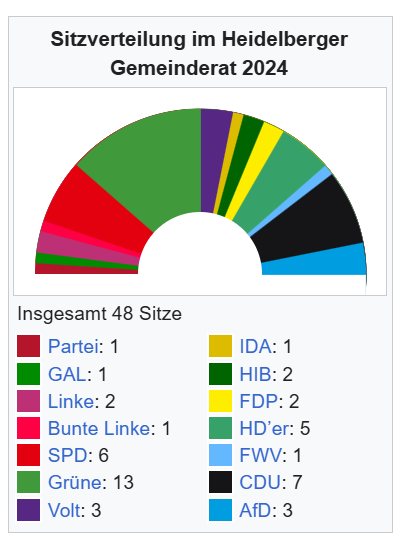 Sitzverteilung im Heidelberger
Gemeinderat 2024
Insgesamt 48 Sitze
Partei: 1
GAL: 1
Linke: 2
Bunte Linke: 1
SPD: 6
Grüne: 13
Volt: 3
IDA: 1
HIB: 2
FDP: 2
HD’er: 5
FWV: 1
CDU: 7
AfD: 3